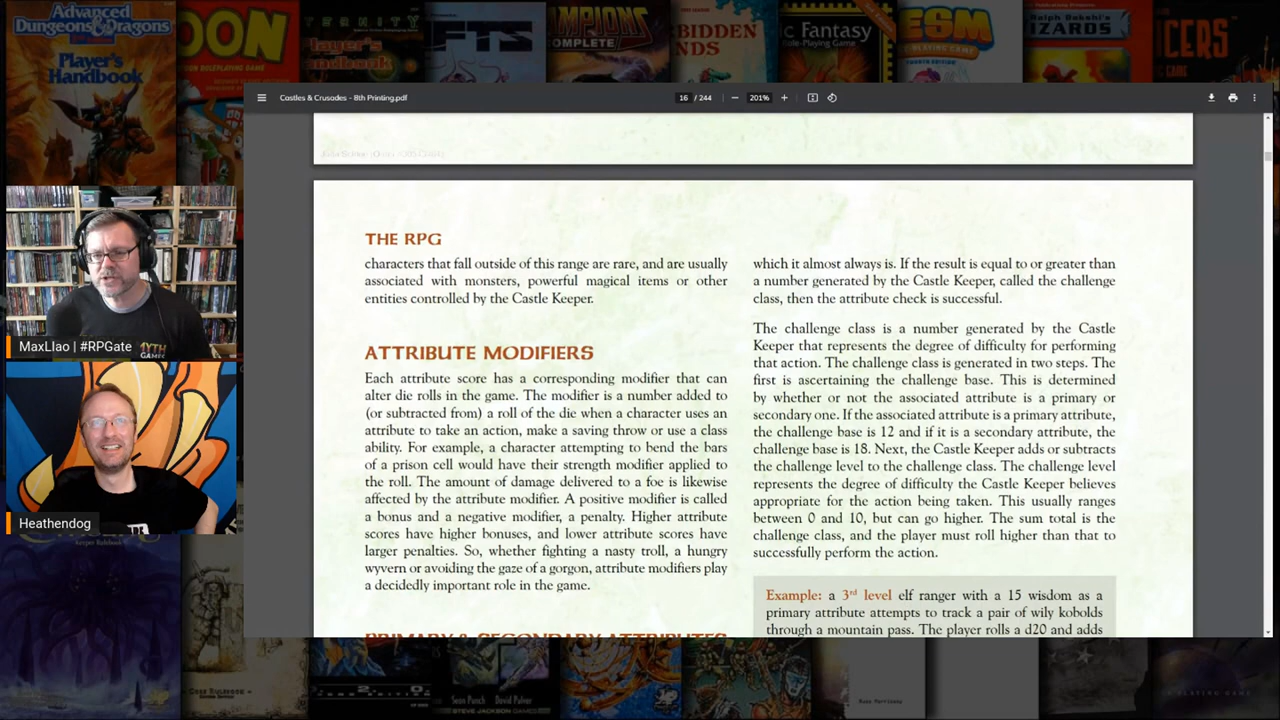 Advanced
Dungeons & Dragons
Player's
Handbook
CHAMPIONS
COMPLETE
Castles & Crusades - 8th Printing.pdf
16 / 244
201%
THE RPG
characters that fall outside of this range are rare, and are usually
associated with monsters, powerful magical items or other
entities controlled by the Castle Keeper.
ATTRIBUTE MODIFIERS
Each attribute score has a corresponding modifier that can
alter die rolls in the game. The modifier is a number added to
(or subtracted from) a roll of the die when a character uses an
attribute to take an action, make a saving throw or use a class
ability. For example, a character attempting to bend the bars
of a prison cell would have their strength modifier applied to
the roll. The amount of damage delivered to a foe is likewise
affected by the attribute modifier. A positive modifier is called
a bonus and a negative modifier, a penalty. Higher attribute
scores have higher bonuses, and lower attribute scores have
larger penalties. So, whether fighting a nasty troll, a hungry
wyvern or avoiding the gaze of a gorgon, attribute modifiers play
a decidedly important role in the game.
PRIMARY & SECONDARY ATTRIBUTES
which it almost always is. If the result is equal to or greater than
a number generated by the Castle Keeper, called the challenge
class, then the attribute check is successful.
The challenge class is a number generated by the Castle
Keeper that represents the degree of difficulty for performing
that action. The challenge class is generated in two steps. The
first is ascertaining the challenge base. This is determined
by whether or not the associated attribute is a primary or
secondary one. If the associated attribute is a primary attribute,
the challenge base is 12 and if it is a secondary attribute, the
challenge base is 18. Next, the Castle Keeper adds or subtracts
the challenge level to the challenge class. The challenge level
represents the degree of difficulty the Castle Keeper believes
appropriate for the action being taken. This usually ranges
between 0 and 10, but can go higher. The sum total is the
challenge class, and the player must roll higher than that to
successfully perform the action.
Example: a 3rd level elf ranger with a 15 wisdom as a
primary attribute attempts to track a pair of wily kobolds
through a mountain pass. The player rolls a d20 and adds
MaxLIao | #RPGate
Heathendog
Sean Punch David Pulver
STEVE JACKSON GAMES